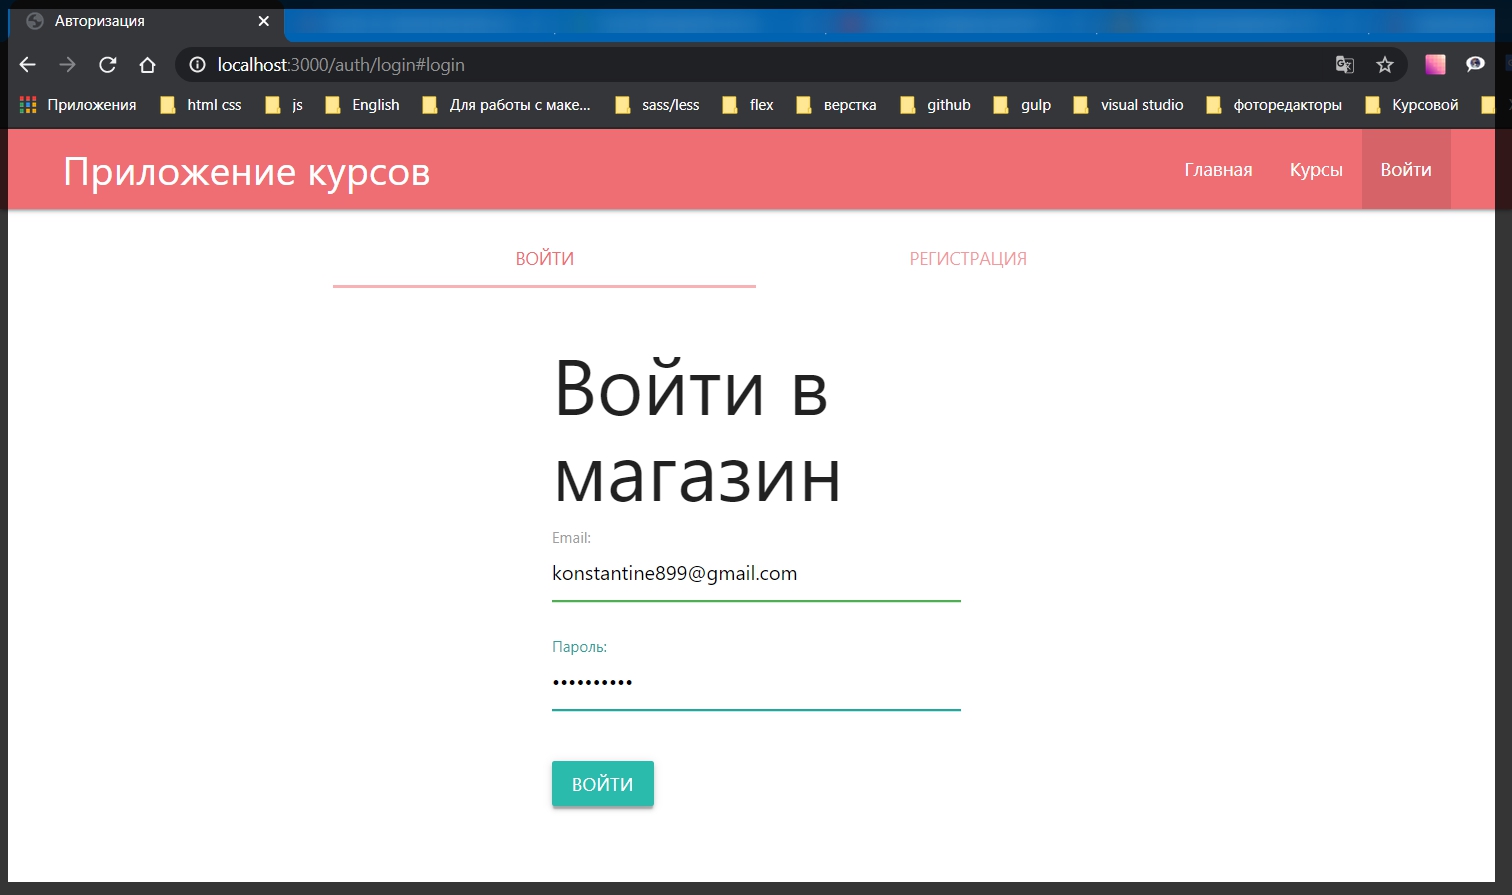 Авторизация
localhost:3000/auth/login#login
Приложения html css js English Для работы с маке... sass/less flex верстка github gulp visual studio фоторедакторы Курсовой
Приложение курсов Главная Курсы Войти
ВОЙТИ РЕГИСТРАЦИЯ
Войти в
магазин
Email:
konstantine899@gmail.com
Пароль:
••••••••••
ВОЙТИ